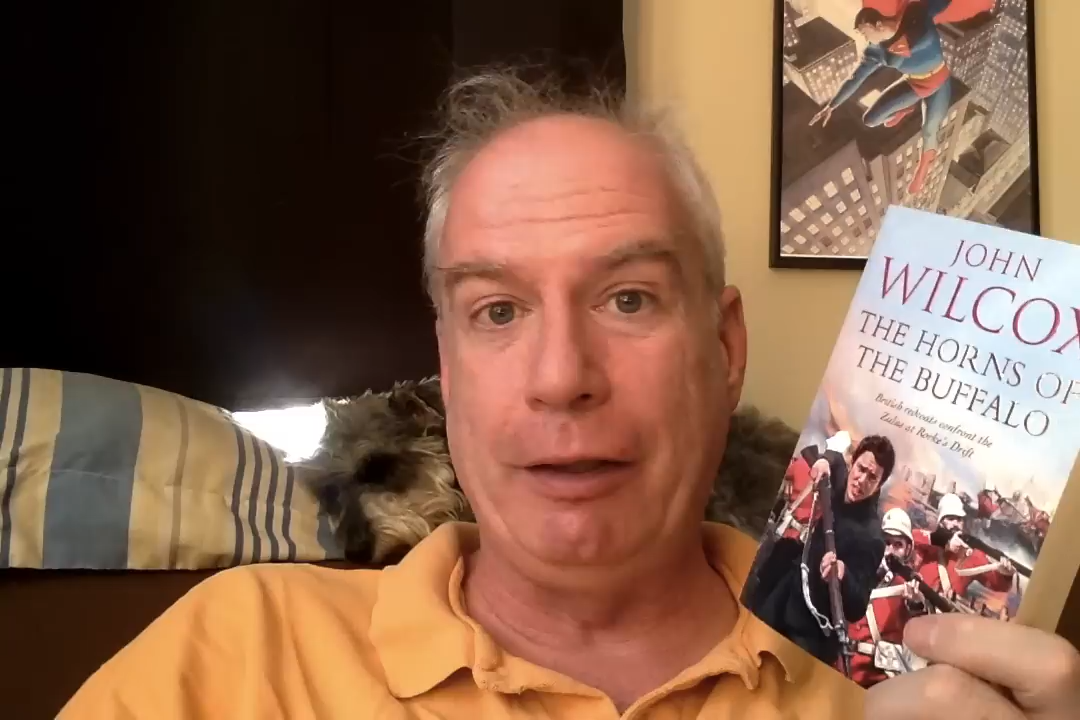 JOHN
WILCOX
THE HORNS OF
THE BUFFALO
British redcoats confront the
Zulus at Rorke's Drift